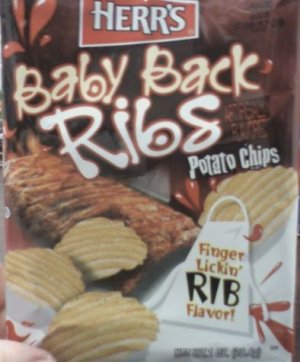 HERR'S
Baby Back
Ribs
Potato Chips
Finger
Lickin'
RIB
Flavor!